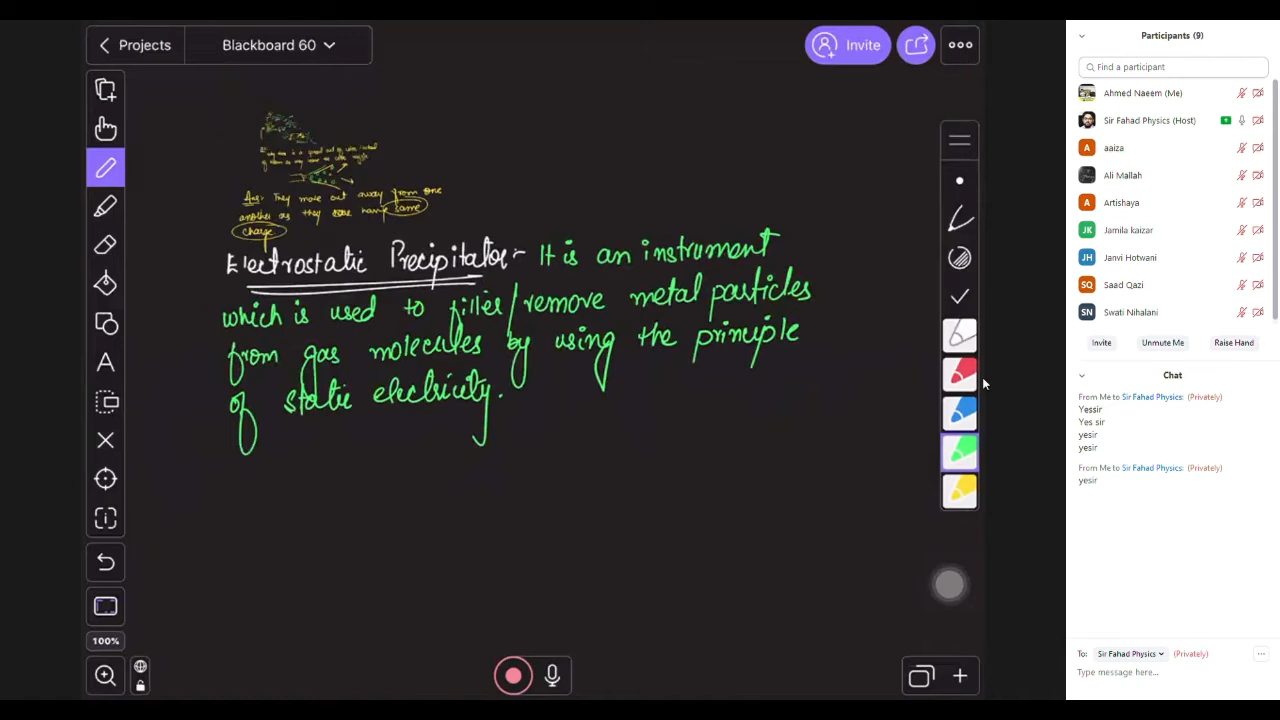 Projects
Blackboard 60
Invite
Ans:- They move out away from one
another as they have same
charge
Electrostatic Precipitator:- It is an instrument
which is used to filter/remove metal particles
from gas molecules by using the principle
of static electricity.
100%
Participants (9)
Find a participant
Ahmed Naeem (Me)
Sir Fahad Physics (Host)
A aaiza
Ali Mallah
A Artishaya
JK Jamila kaizar
JH Janvi Hotwani
SQ Saad Qazi
SN Swati Nihalani
Invite Unmute Me Raise Hand
Chat
From Me to Sir Fahad Physics: (Privately)
Yessir
Yes sir
yesir
yesir
From Me to Sir Fahad Physics: (Privately)
yesir
To: Sir Fahad Physics (Privately)
Type message here...